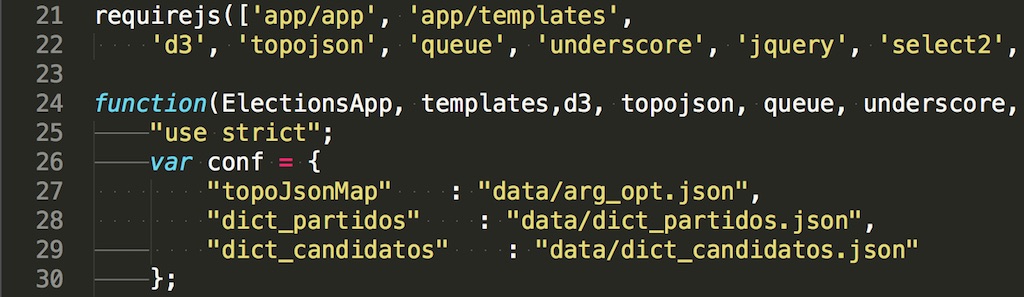 21 requirejs(['app/app', 'app/templates',
22     'd3', 'topojson', 'queue', 'underscore', 'jquery', 'select2',
23
24 function(ElectionsApp, templates,d3, topojson, queue, underscore,
25     "use strict";
26     var conf = {
27         "topoJsonMap"    : "data/arg_opt.json",
28         "dict_partidos"    : "data/dict_partidos.json",
29         "dict_candidatos"    : "data/dict_candidatos.json"
30     };